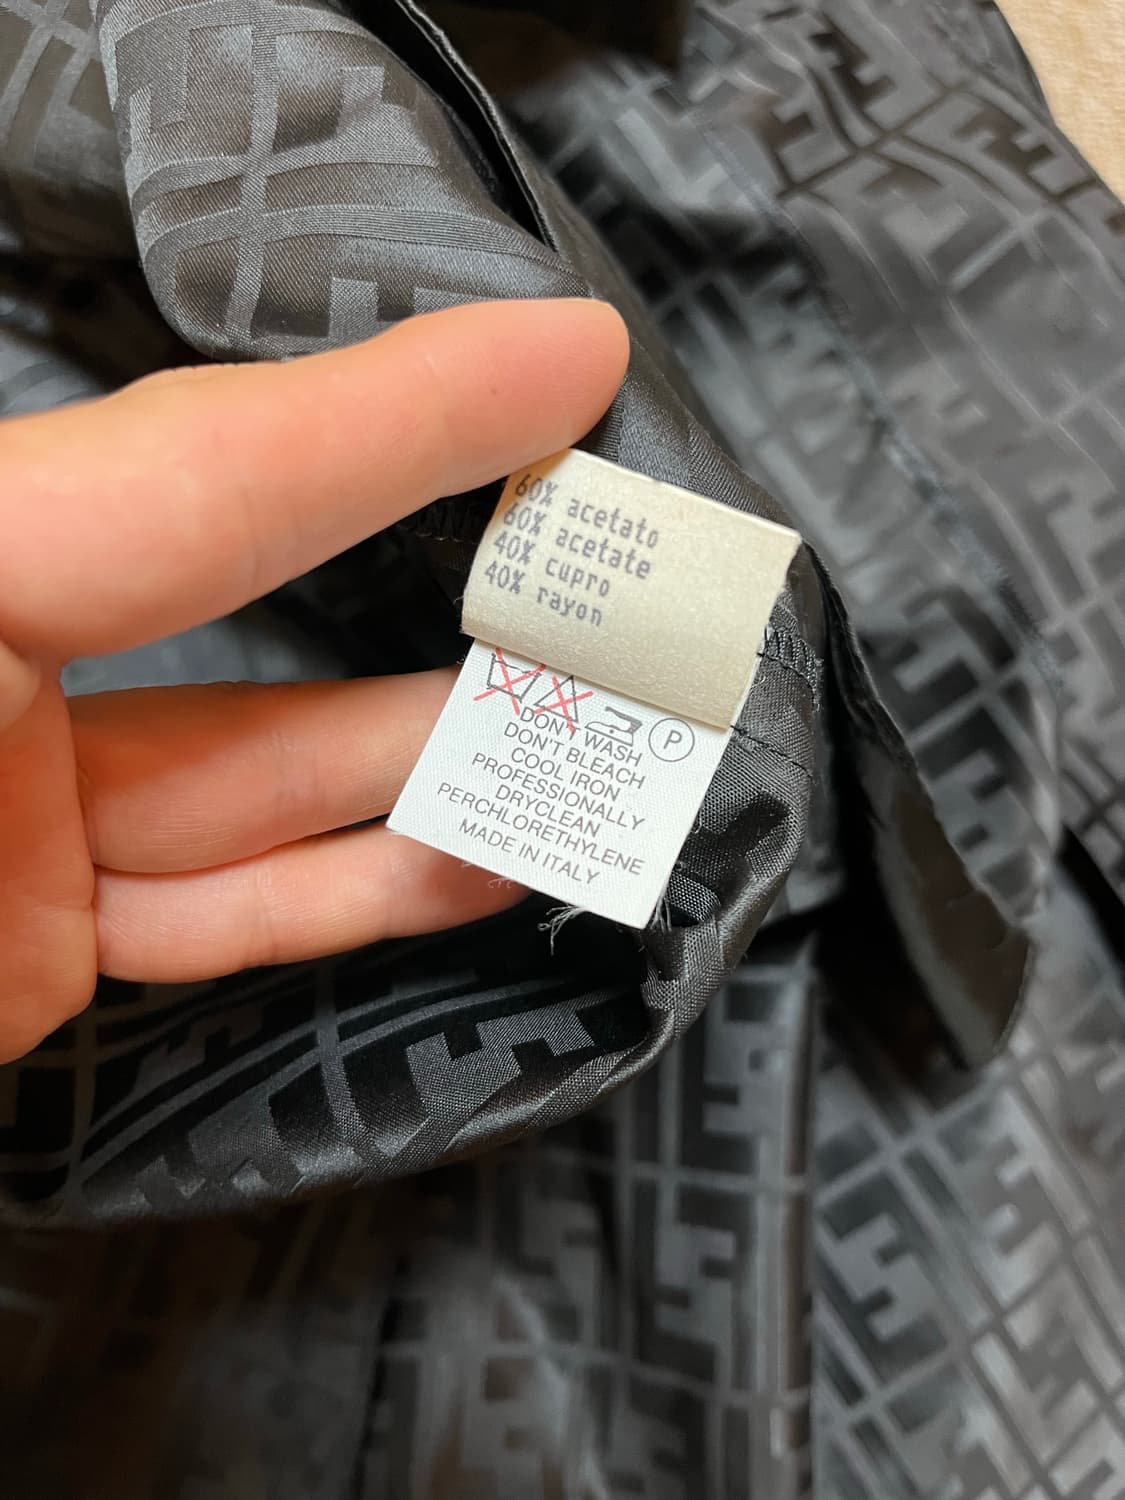 60% acetato
60% acetate
40% cupro
40% rayon
P
DON'T WASH
DON'T BLEACH
COOL IRON
PROFESSIONALLY
DRYCLEAN
PERCHLORETHYLENE
MADE IN ITALY